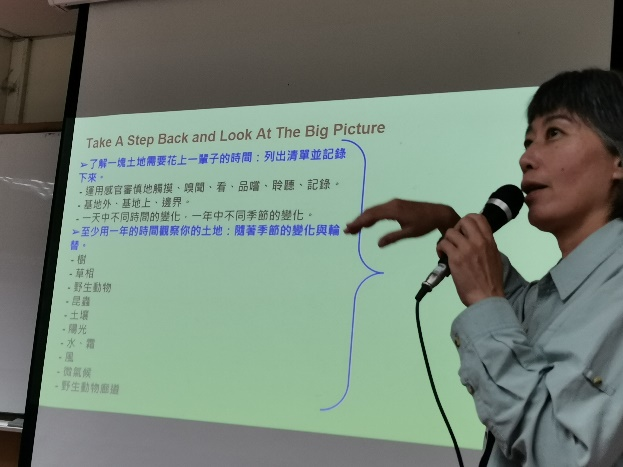 Take A Step Back and Look At The Big Picture
➢了解一塊土地需要花上一輩子的時間：列出清單並記錄
下來。
- 運用感官審慎地觸摸、嗅聞、看、品嚐、聆聽、記錄。
- 基地外、基地上、邊界。
- 一天中不同時間的變化，一年中不同季節的變化。
➢至少用一年的時間觀察你的土地：隨著季節的變化與輪
替。
- 樹
- 草相
- 野生動物
- 昆蟲
- 土壤
- 陽光
- 水、霜
- 風
- 微氣候
- 野生動物廊道